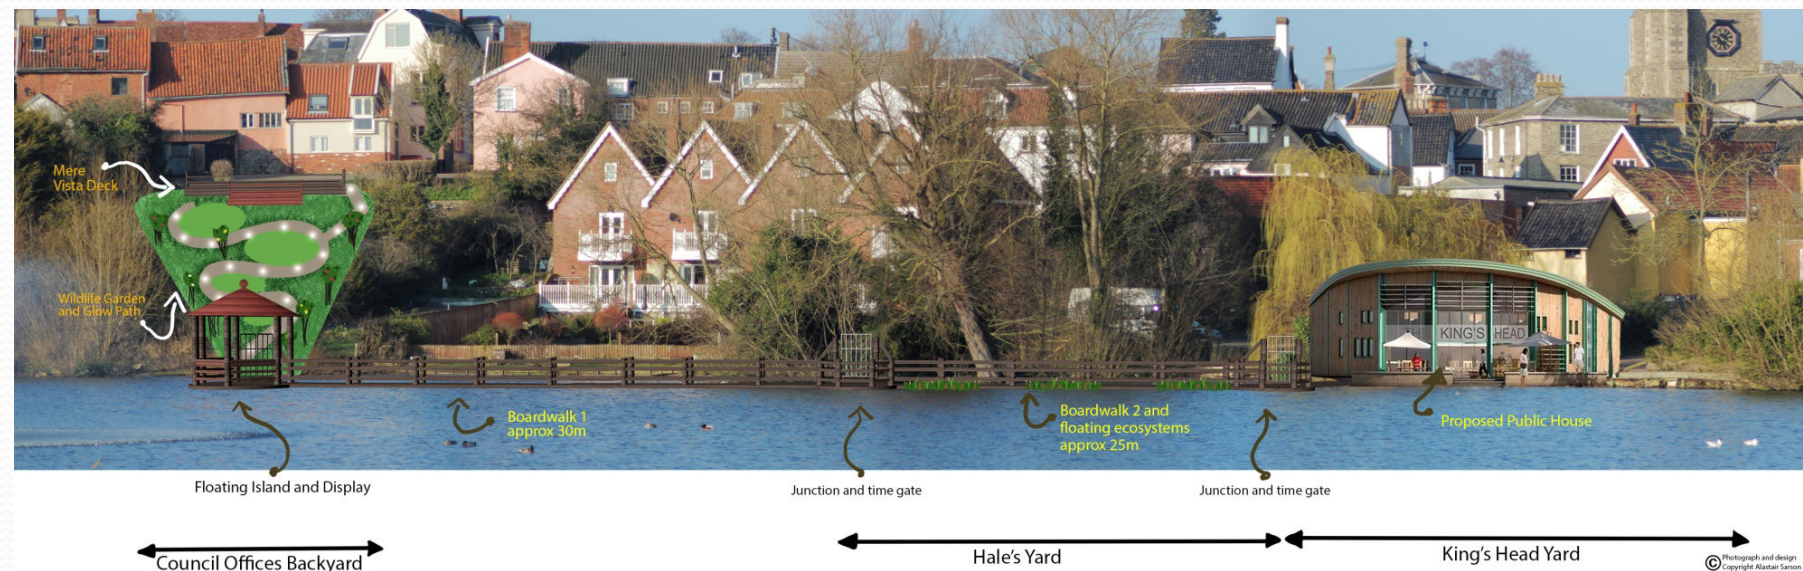 Mere
Vista Deck
Wildlife Garden
and Glow Path
KING'S HEAD
Boardwalk 1
approx 30m
Boardwalk 2 and
floating ecosystems
approx 25m
Proposed Public House
Floating Island and Display
Junction and time gate
Junction and time gate
Council Offices Backyard
Hale's Yard
King's Head Yard
© Photograph and design
Copyright Alastair Sarson